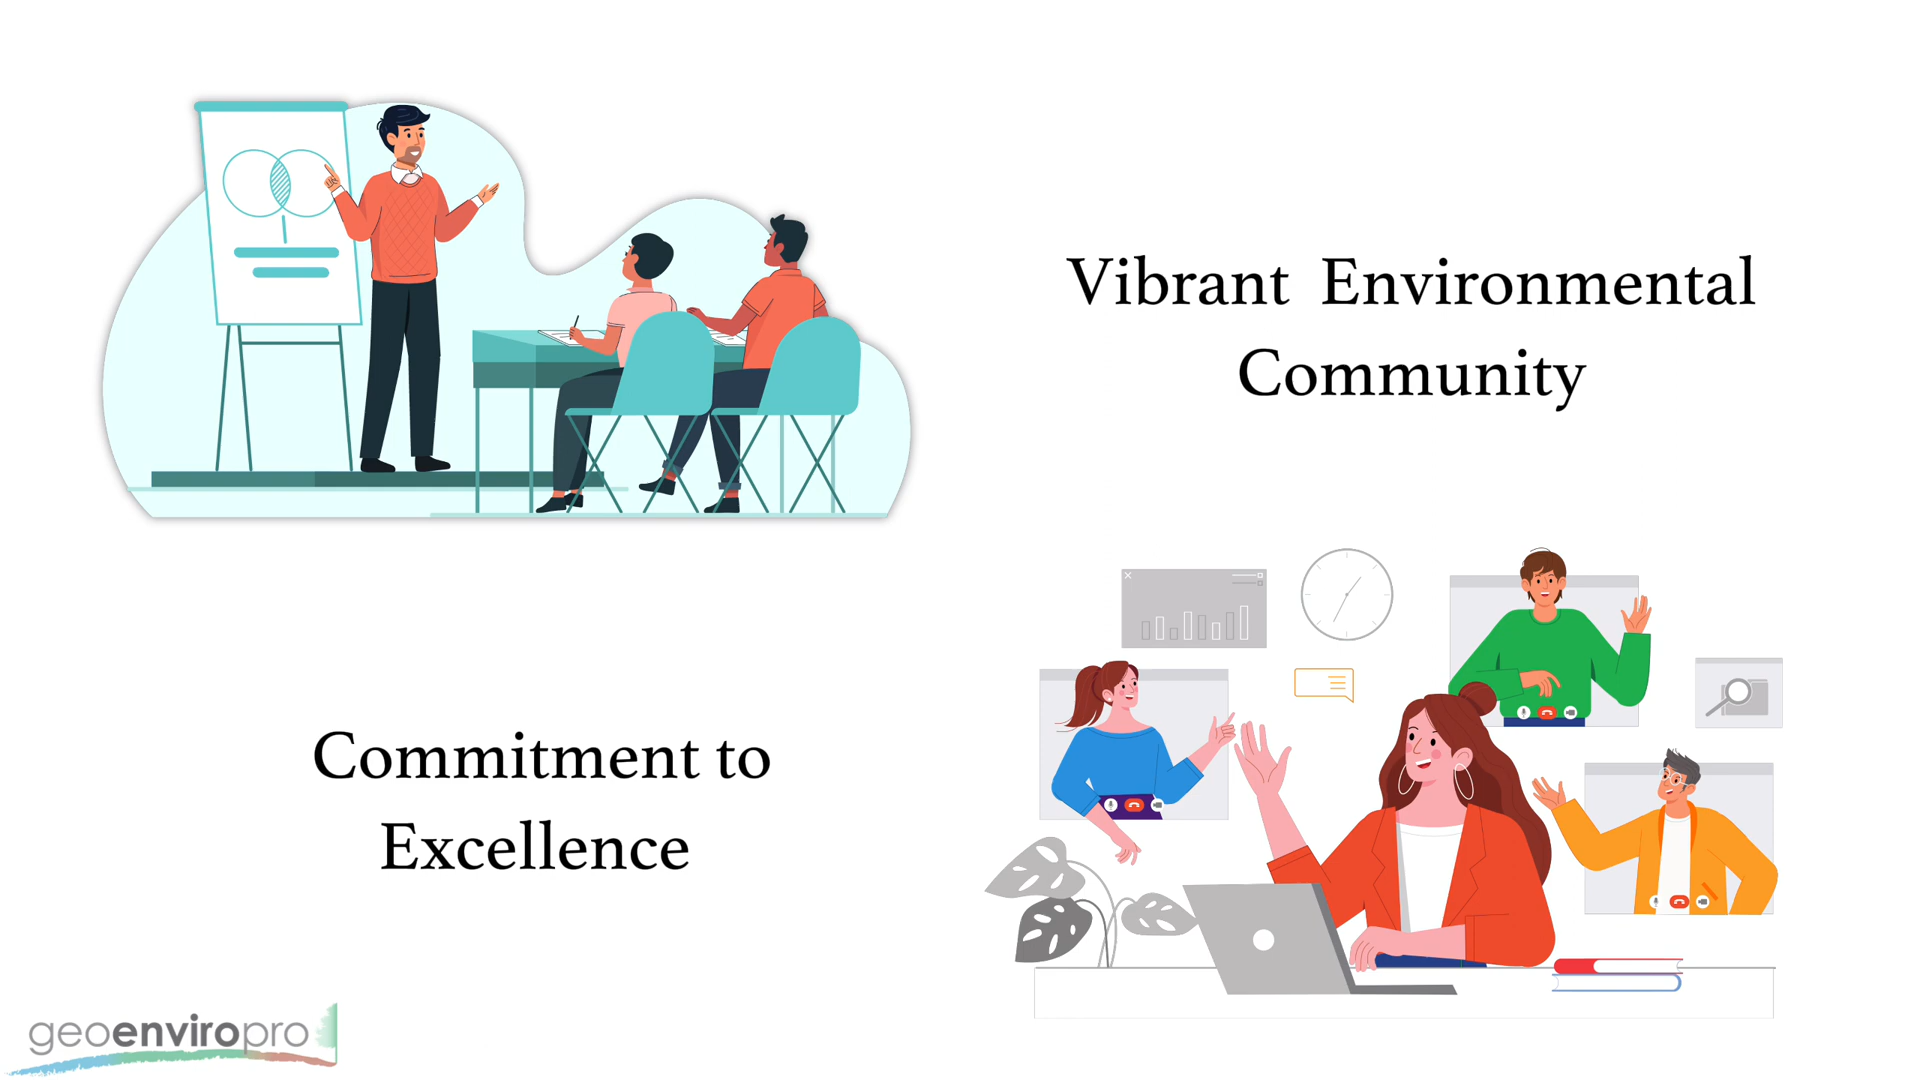 Vibrant Environmental
Community
Commitment to
Excellence
geoenviropro